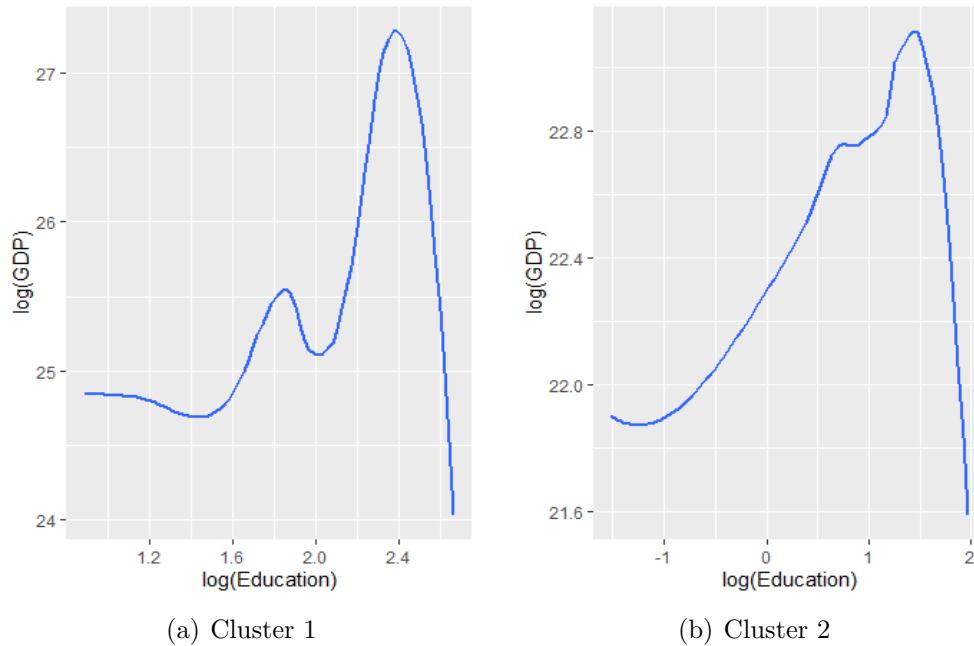 27
26
25
24
log(GDP)
1.2 1.6 2.0 2.4
log(Education)
(a) Cluster 1
22.8
22.4
22.0
21.6
log(GDP)
-1 0 1 2
log(Education)
(b) Cluster 2